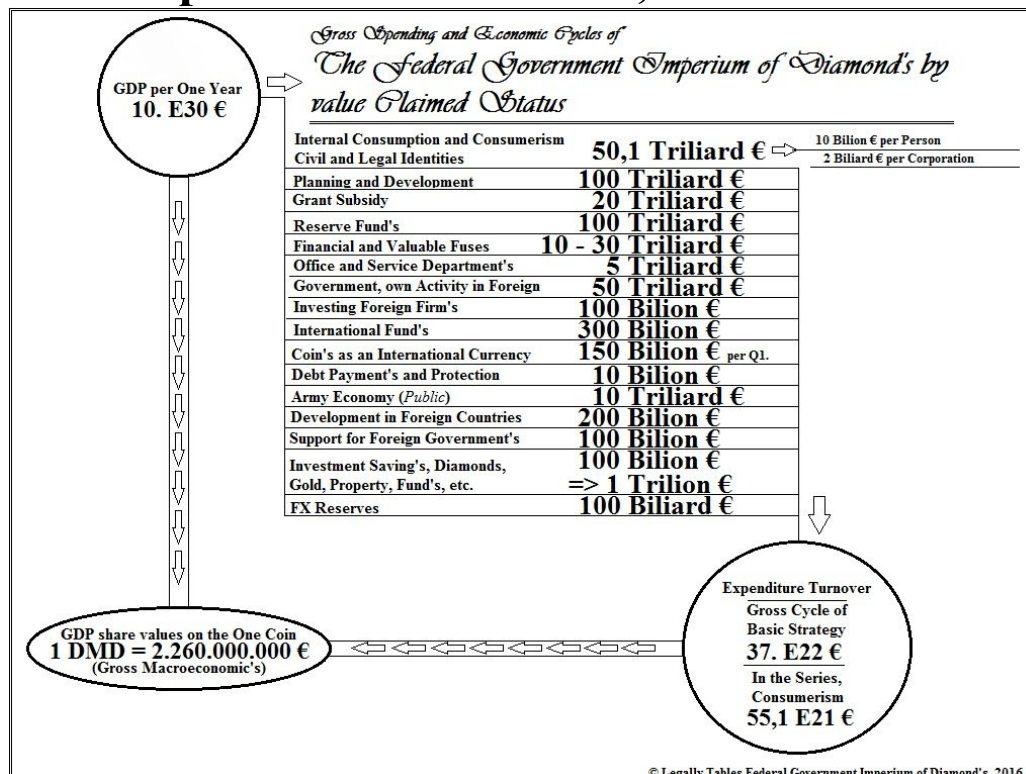 GDP per One Year
10. E30 €
Gross Spending and Economic Cycles of
The Federal Government Imperium of Diamond's by
value Claimed Status
Internal Consumption and Consumerism
Civil and Legal Identities
50,1 Triliard €
10 Bilion € per Person
2 Biliard € per Corporation
Planning and Development 100 Triliard €
Grant Subsidy 20 Triliard €
Reserve Fund's 100 Triliard €
Financial and Valuable Fuses 10 - 30 Triliard €
Office and Service Department's 5 Triliard €
Government, own Activity in Foreign 50 Triliard €
Investing Foreign Firm's 100 Bilion €
International Fund's 300 Bilion €
Coin's as an International Currency 150 Bilion € per Q1.
Debt Payment's and Protection 10 Bilion €
Army Economy (Public) 10 Triliard €
Development in Foreign Countries 200 Bilion €
Support for Foreign Government's 100 Bilion €
Investment Saving's, Diamonds, 100 Bilion €
Gold, Property, Fund's, etc. => 1 Trilion €
FX Reserves 100 Biliard €
Expenditure Turnover
Gross Cycle of
Basic Strategy
37. E22 €
In the Series,
Consumerism
55,1 E21 €
GDP share values on the One Coin
1 DMD = 2.260.000.000 €
(Gross Macroeconomic's)
© Legally Tables Federal Government Imperium of Diamond's, 2016